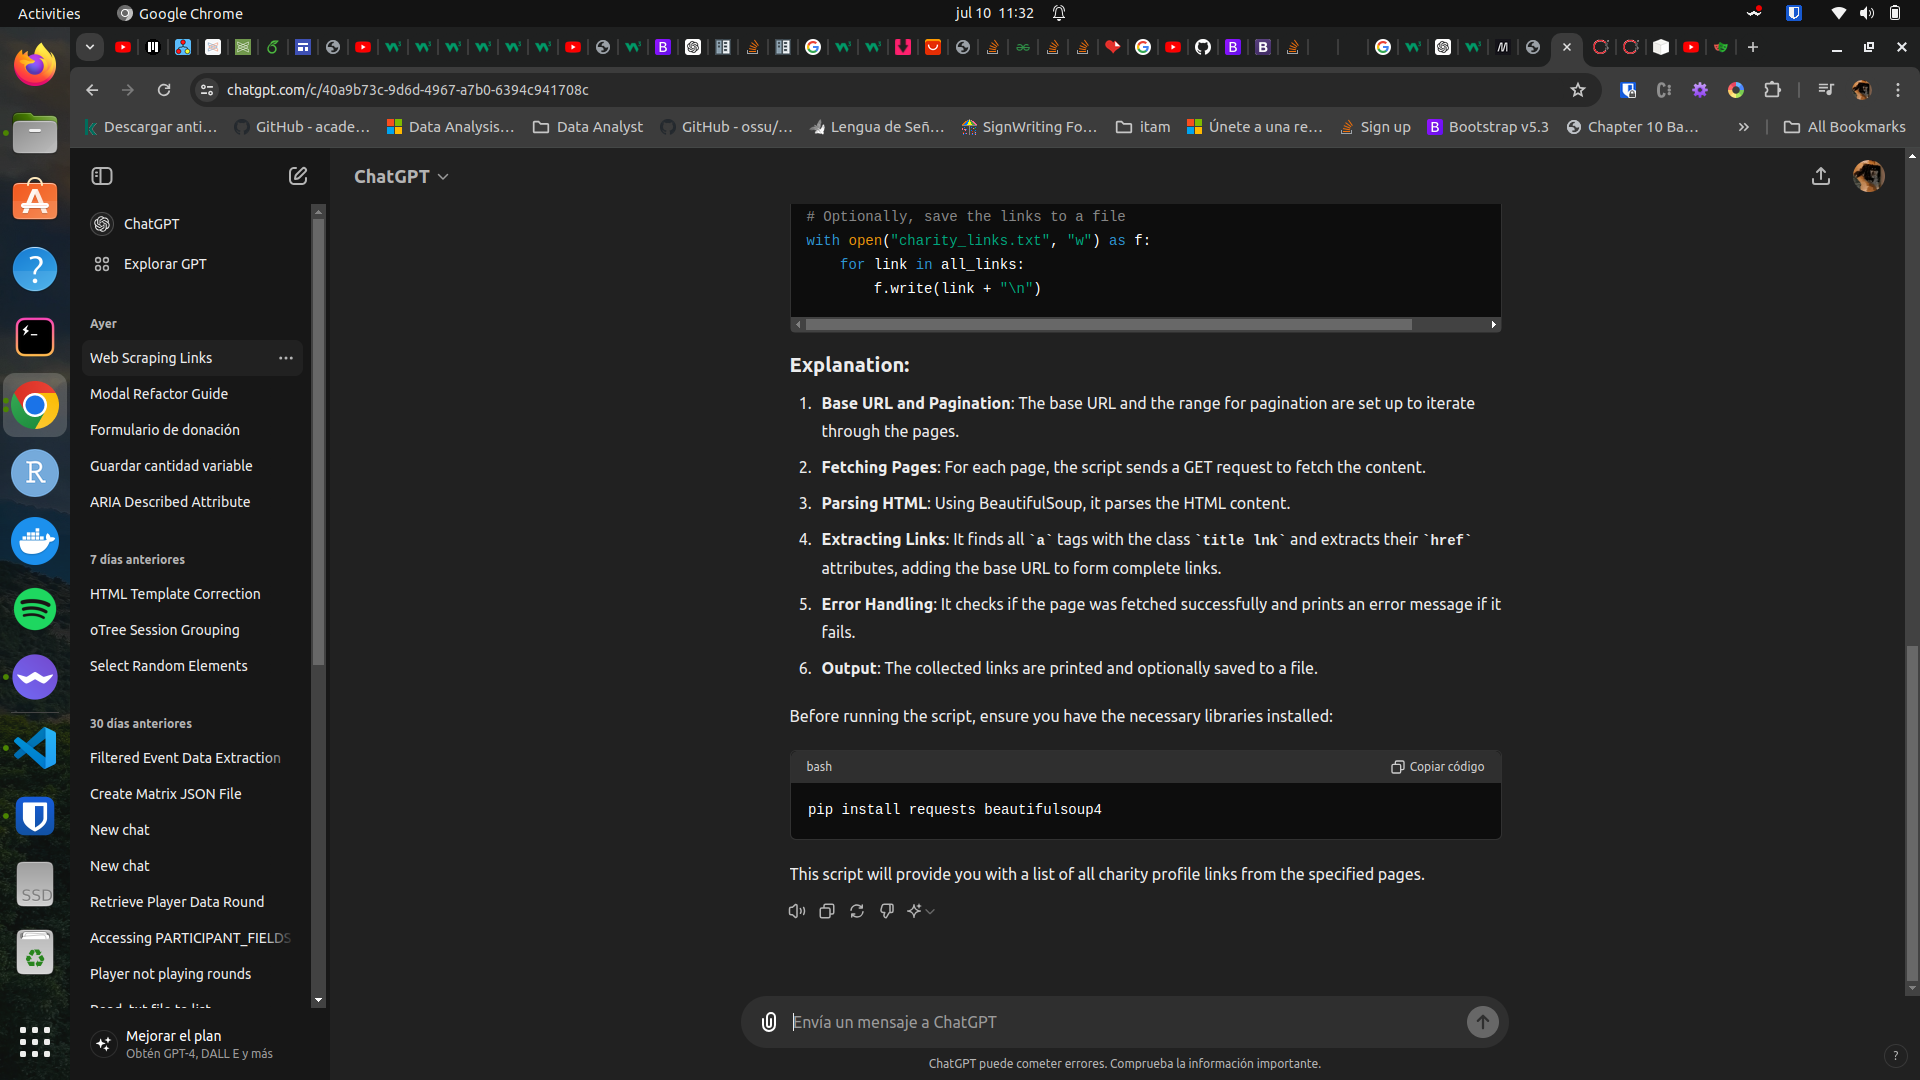 Activities
Google Chrome
jul 10 11:32
chatgpt.com/c/40a9b73c-9d6d-4967-a7b0-6394c941708c
Descargar anti...
GitHub - acade...
Data Analysis...
Data Analyst
GitHub - ossu/...
Lengua de Señ...
SignWriting Fo...
itam
Únete a una re...
Sign up
Bootstrap v5.3
Chapter 10 Ba...
All Bookmarks
ChatGPT
Explorar GPT
Ayer
Web Scraping Links
Modal Refactor Guide
Formulario de donación
Guardar cantidad variable
ARIA Described Attribute
7 días anteriores
HTML Template Correction
oTree Session Grouping
Select Random Elements
30 días anteriores
Filtered Event Data Extraction
Create Matrix JSON File
New chat
New chat
Retrieve Player Data Round
Accessing PARTICIPANT_FIELDS
Player not playing rounds
Read .txt file to list
Mejorar el plan
Obtén GPT-4, DALL E y más
SSD
ChatGPT
# Optionally, save the links to a file
with open("charity_links.txt", "w") as f:
for link in all_links:
f.write(link + "\n")
Explanation:
1. Base URL and Pagination: The base URL and the range for pagination are set up to iterate
through the pages.
2. Fetching Pages: For each page, the script sends a GET request to fetch the content.
3. Parsing HTML: Using BeautifulSoup, it parses the HTML content.
4. Extracting Links: It finds all `a` tags with the class `title lnk` and extracts their `href`
attributes, adding the base URL to form complete links.
5. Error Handling: It checks if the page was fetched successfully and prints an error message if it
fails.
6. Output: The collected links are printed and optionally saved to a file.
Before running the script, ensure you have the necessary libraries installed:
bash
Copiar código
pip install requests beautifulsoup4
This script will provide you with a list of all charity profile links from the specified pages.
Envía un mensaje a ChatGPT
ChatGPT puede cometer errores. Comprueba la información importante.
?